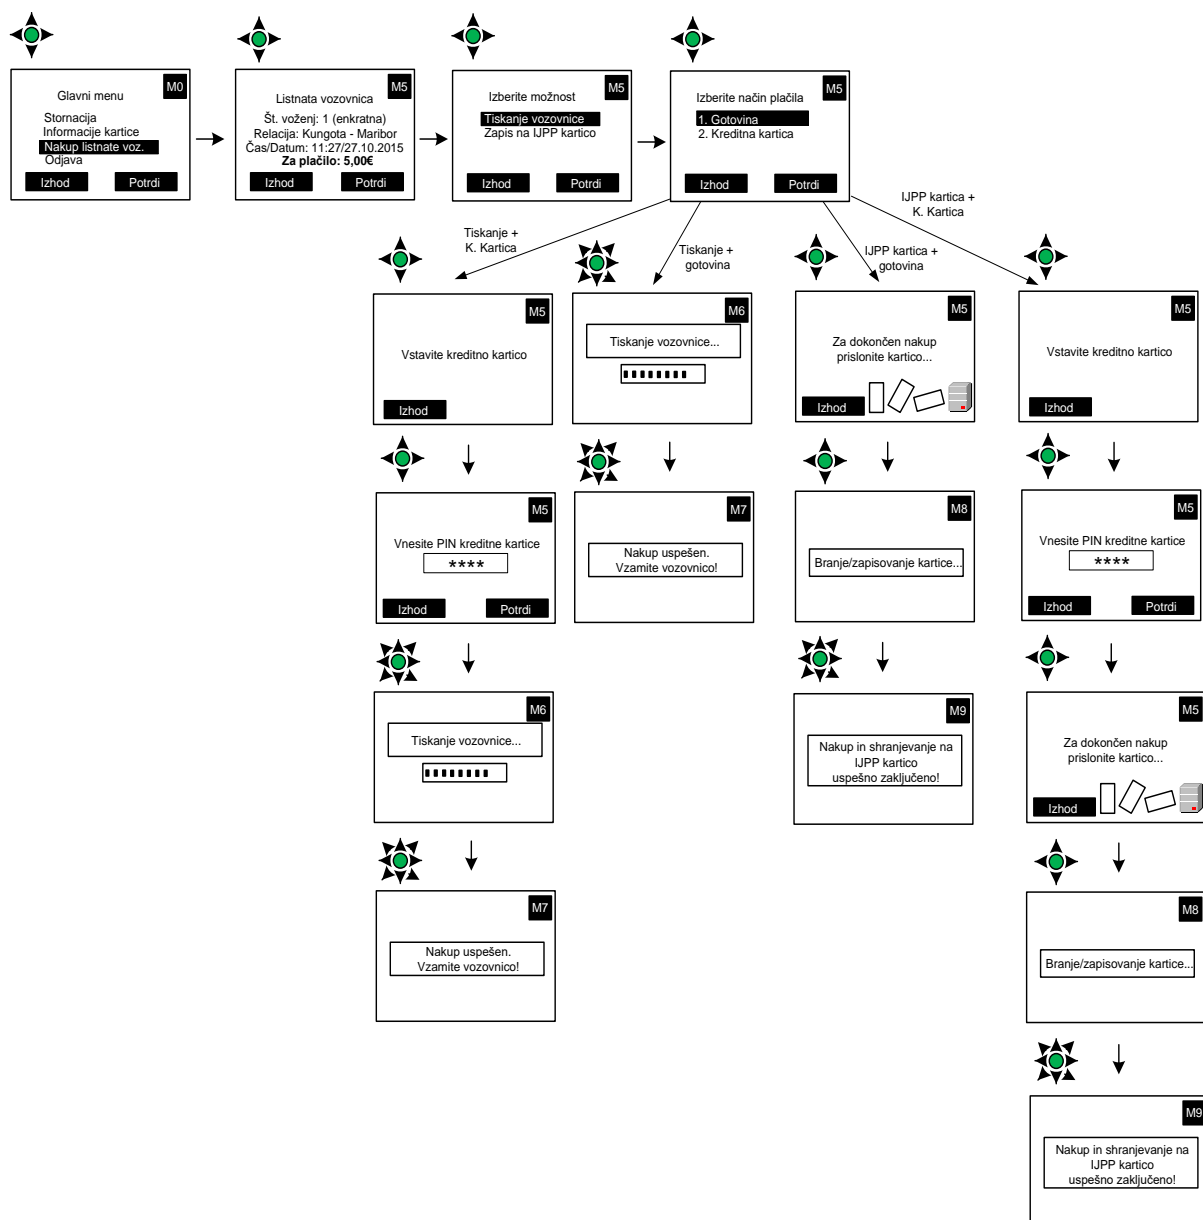 M0
Glavni menu
Stornacija
Informacije kartice
Nakup listnate voz.
Odjava
Izhod
Potrdi
M5
Listnata vozovnica
Št. voženj: 1 (enkratna)
Relacija: Kungota - Maribor
Čas/Datum: 11:27/27.10.2015
Za plačilo: 5,00€
Izhod
Potrdi
M5
Izberite možnost
Tiskanje vozovnice
Zapis na IJPP kartico
Izhod
Potrdi
M5
Izberite način plačila
1. Gotovina
2. Kreditna kartica
Izhod
Potrdi
Tiskanje +
K. Kartica
Tiskanje +
gotovina
IJPP kartica +
gotovina
IJPP kartica +
K. Kartica
M5
Vstavite kreditno kartico
Izhod
M6
Tiskanje vozovnice...
M5
Za dokončen nakup
prislonite kartico...
Izhod
M5
Vstavite kreditno kartico
Izhod
M5
Vnesite PIN kreditne kartice
****
Izhod
Potrdi
M7
Nakup uspešen.
Vzamite vozovnico!
M8
Branje/zapisovanje kartice...
M5
Vnesite PIN kreditne kartice
****
Izhod
Potrdi
M6
Tiskanje vozovnice...
M9
Nakup in shranjevanje na
IJPP kartico
uspešno zaključeno!
M5
Za dokončen nakup
prislonite kartico...
Izhod
M7
Nakup uspešen.
Vzamite vozovnico!
M8
Branje/zapisovanje kartice...
M9
Nakup in shranjevanje na
IJPP kartico
uspešno zaključeno!